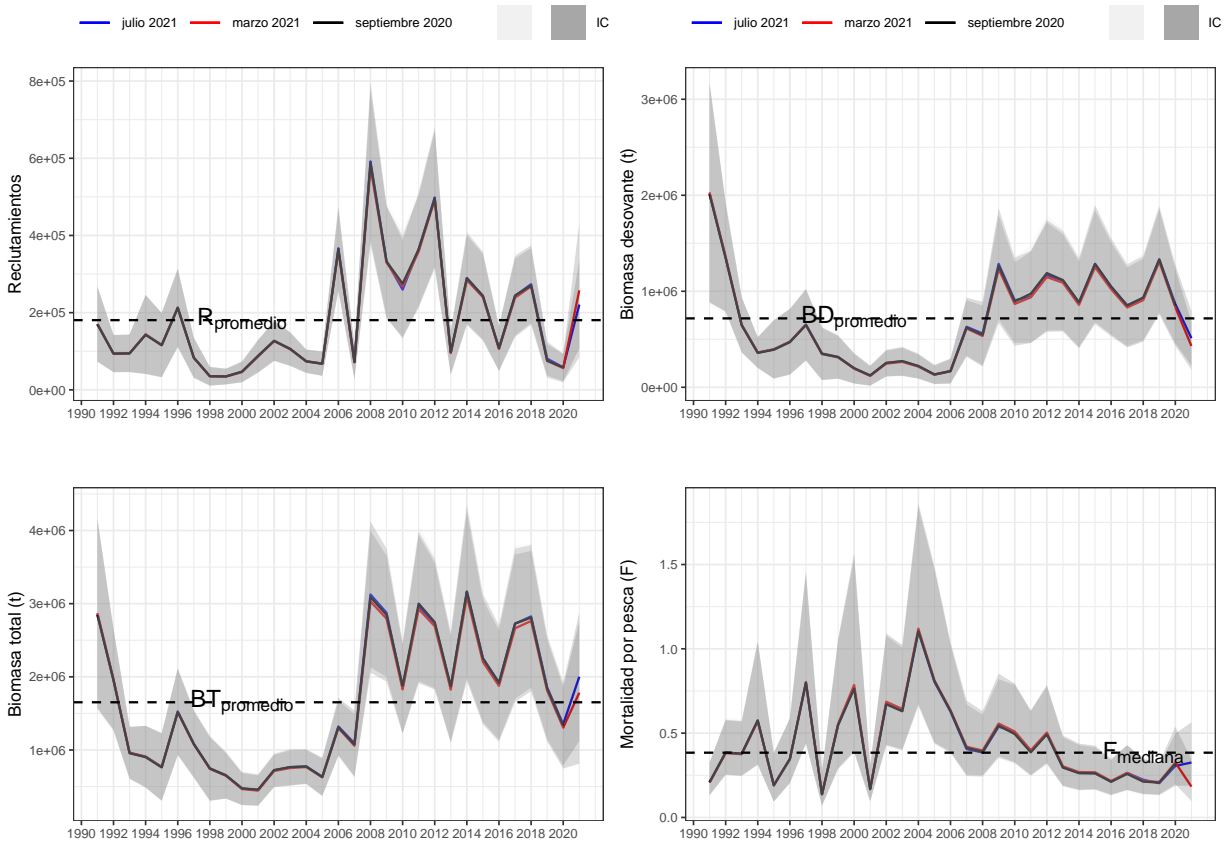 julio 2021 marzo 2021 septiembre 2020 IC
julio 2021 marzo 2021 septiembre 2020 IC
Reclutamientos
8e+05
6e+05
4e+05
2e+05
0e+00
R promedio
1990 1992 1994 1996 1998 2000 2002 2004 2006 2008 2010 2012 2014 2016 2018 2020
Biomasa desovante (t)
3e+06
2e+06
1e+06
0e+00
BD promedio
1990 1992 1994 1996 1998 2000 2002 2004 2006 2008 2010 2012 2014 2016 2018 2020
Biomasa total (t)
4e+06
3e+06
2e+06
1e+06
BT promedio
1990 1992 1994 1996 1998 2000 2002 2004 2006 2008 2010 2012 2014 2016 2018 2020
Mortalidad por pesca (F)
1.5
1.0
0.5
0.0
F mediana
1990 1992 1994 1996 1998 2000 2002 2004 2006 2008 2010 2012 2014 2016 2018 2020